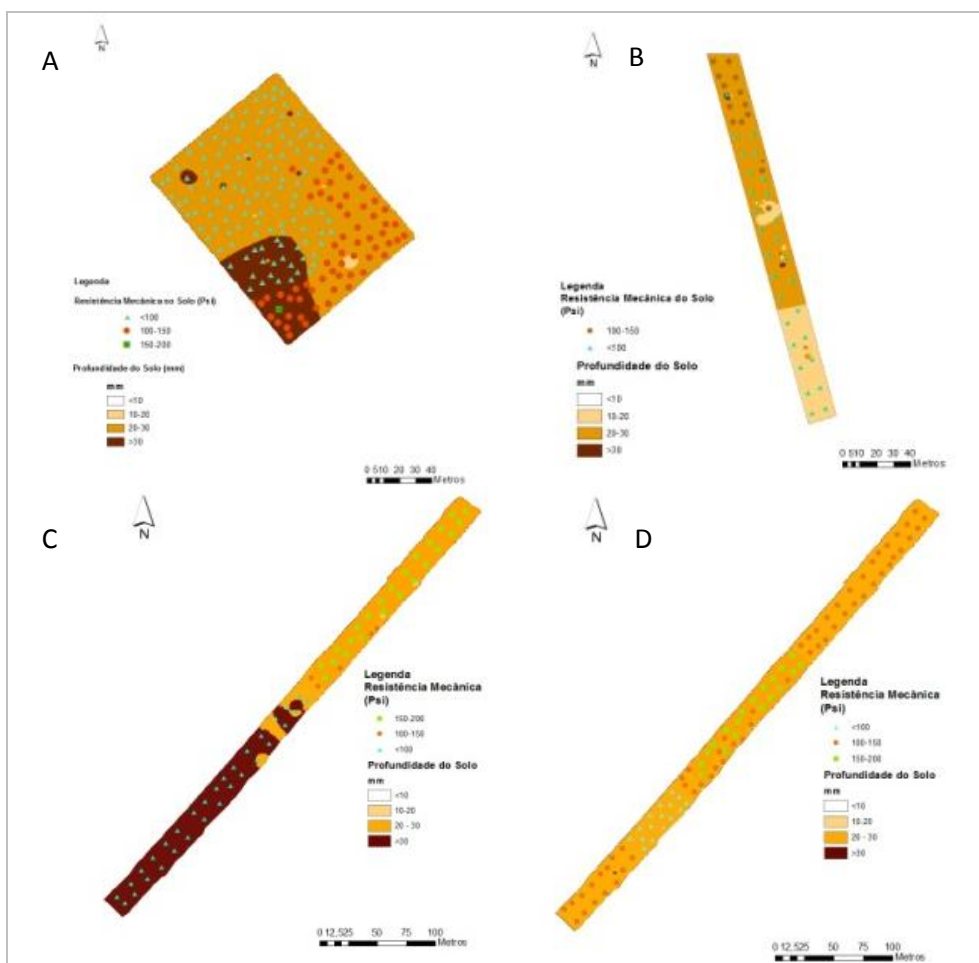 A
N
Legenda
Resistência Mecânica no Solo (Psi)
<100
100-150
150-200
Profundidade do Solo (mm)
mm
<10
10-20
20-30
>30
0 510 20 30 40
Metros
B
N
Legenda
Resistência Mecânica do Solo
(Psi)
100-150
<100
Profundidade do Solo
mm
<10
10-20
20-30
>30
0 510 20 30 40
Metros
C
N
Legenda
Resistência Mecânica
(Psi)
150-200
100-150
<100
Profundidade do Solo
mm
<10
10-20
20 - 30
>30
0 12,525 50 75 100
Metros
D
N
Legenda
Resistência Mecânica
(Psi)
<100
100-150
150-200
Profundidade do Solo
mm
<10
10-20
20 - 30
>30
0 12,525 50 75 100
Metros